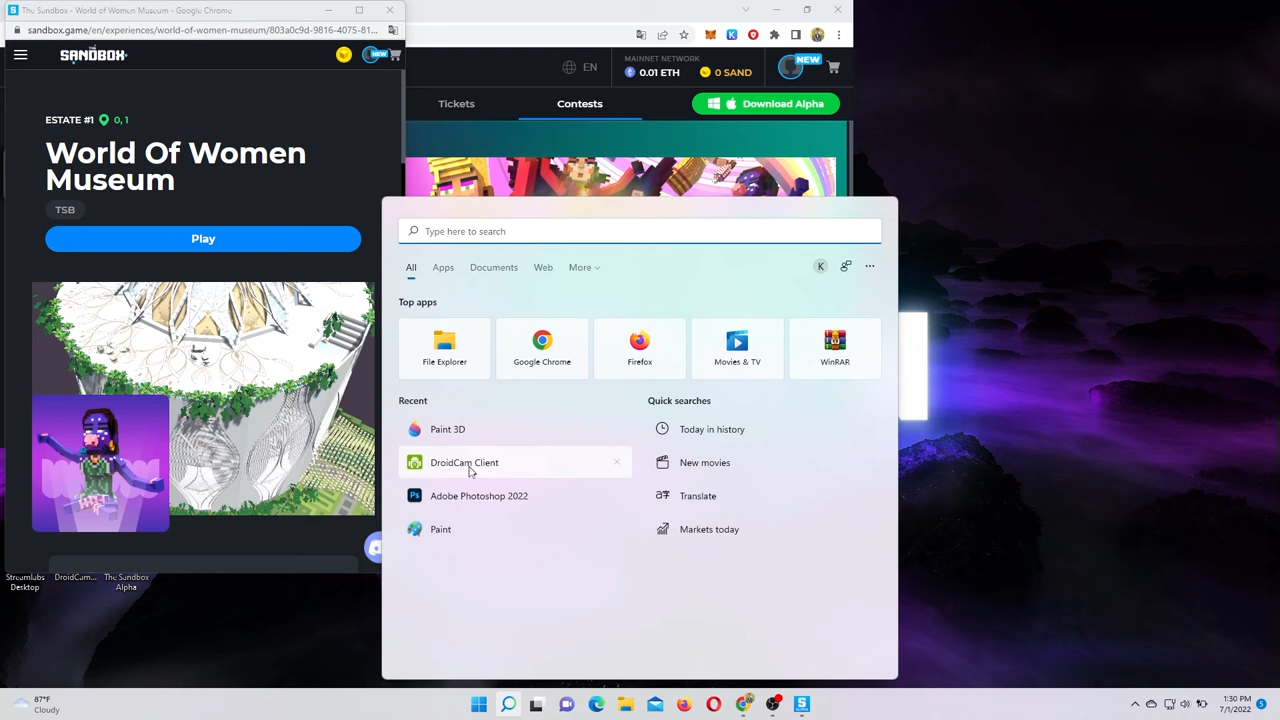 The Sandbox - World of Women Museum - Google Chrome
sandbox.game/en/experiences/world-of-women-museum/803a0c9d-9816-4075-81...
THE SANDBOX
NEW
ESTATE #1 0, 1
World Of Women
Museum
TSB
Play
EN
MAINNET NETWORK
0.01 ETH
0 SAND
NEW
Tickets
Contests
Download Alpha
Type here to search
All
Apps
Documents
Web
More
K
Top apps
File Explorer
Google Chrome
Firefox
Movies & TV
WinRAR
Recent
Quick searches
Paint 3D
Today in history
DroidCam Client
New movies
Adobe Photoshop 2022
Translate
Paint
Markets today
Streamlabs
Desktop
DroidCam...
The Sandbox
Alpha
87°F
Cloudy
1:30 PM
7/1/2022